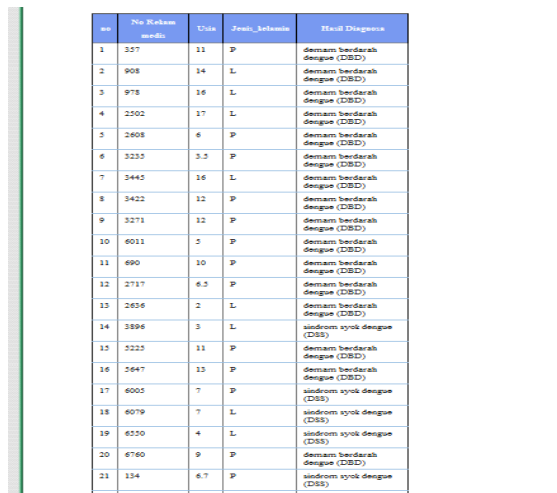 no No Rekam medis Usia Jenis_kelamin Hasil Diagnosa
1 357 11 P demam berdarah dengue (DBD)
2 908 14 L demam berdarah dengue (DBD)
3 978 16 L demam berdarah dengue (DBD)
4 2502 17 L demam berdarah dengue (DBD)
5 2608 6 P demam berdarah dengue (DBD)
6 3235 3.5 P demam berdarah dengue (DBD)
7 3445 16 L demam berdarah dengue (DBD)
8 3422 12 P demam berdarah dengue (DBD)
9 3271 12 P demam berdarah dengue (DBD)
10 6011 5 P demam berdarah dengue (DBD)
11 690 10 P demam berdarah dengue (DBD)
12 2717 6.5 P demam berdarah dengue (DBD)
13 2636 2 L demam berdarah dengue (DBD)
14 3896 3 L sindrom syok dengue (DSS)
15 5225 11 P demam berdarah dengue (DBD)
16 5647 13 P demam berdarah dengue (DBD)
17 6005 7 P sindrom syok dengue (DSS)
18 6079 7 L sindrom syok dengue (DSS)
19 6550 4 L sindrom syok dengue (DSS)
20 6760 9 P demam berdarah dengue (DBD)
21 134 6.7 P sindrom syok dengue (DSS)